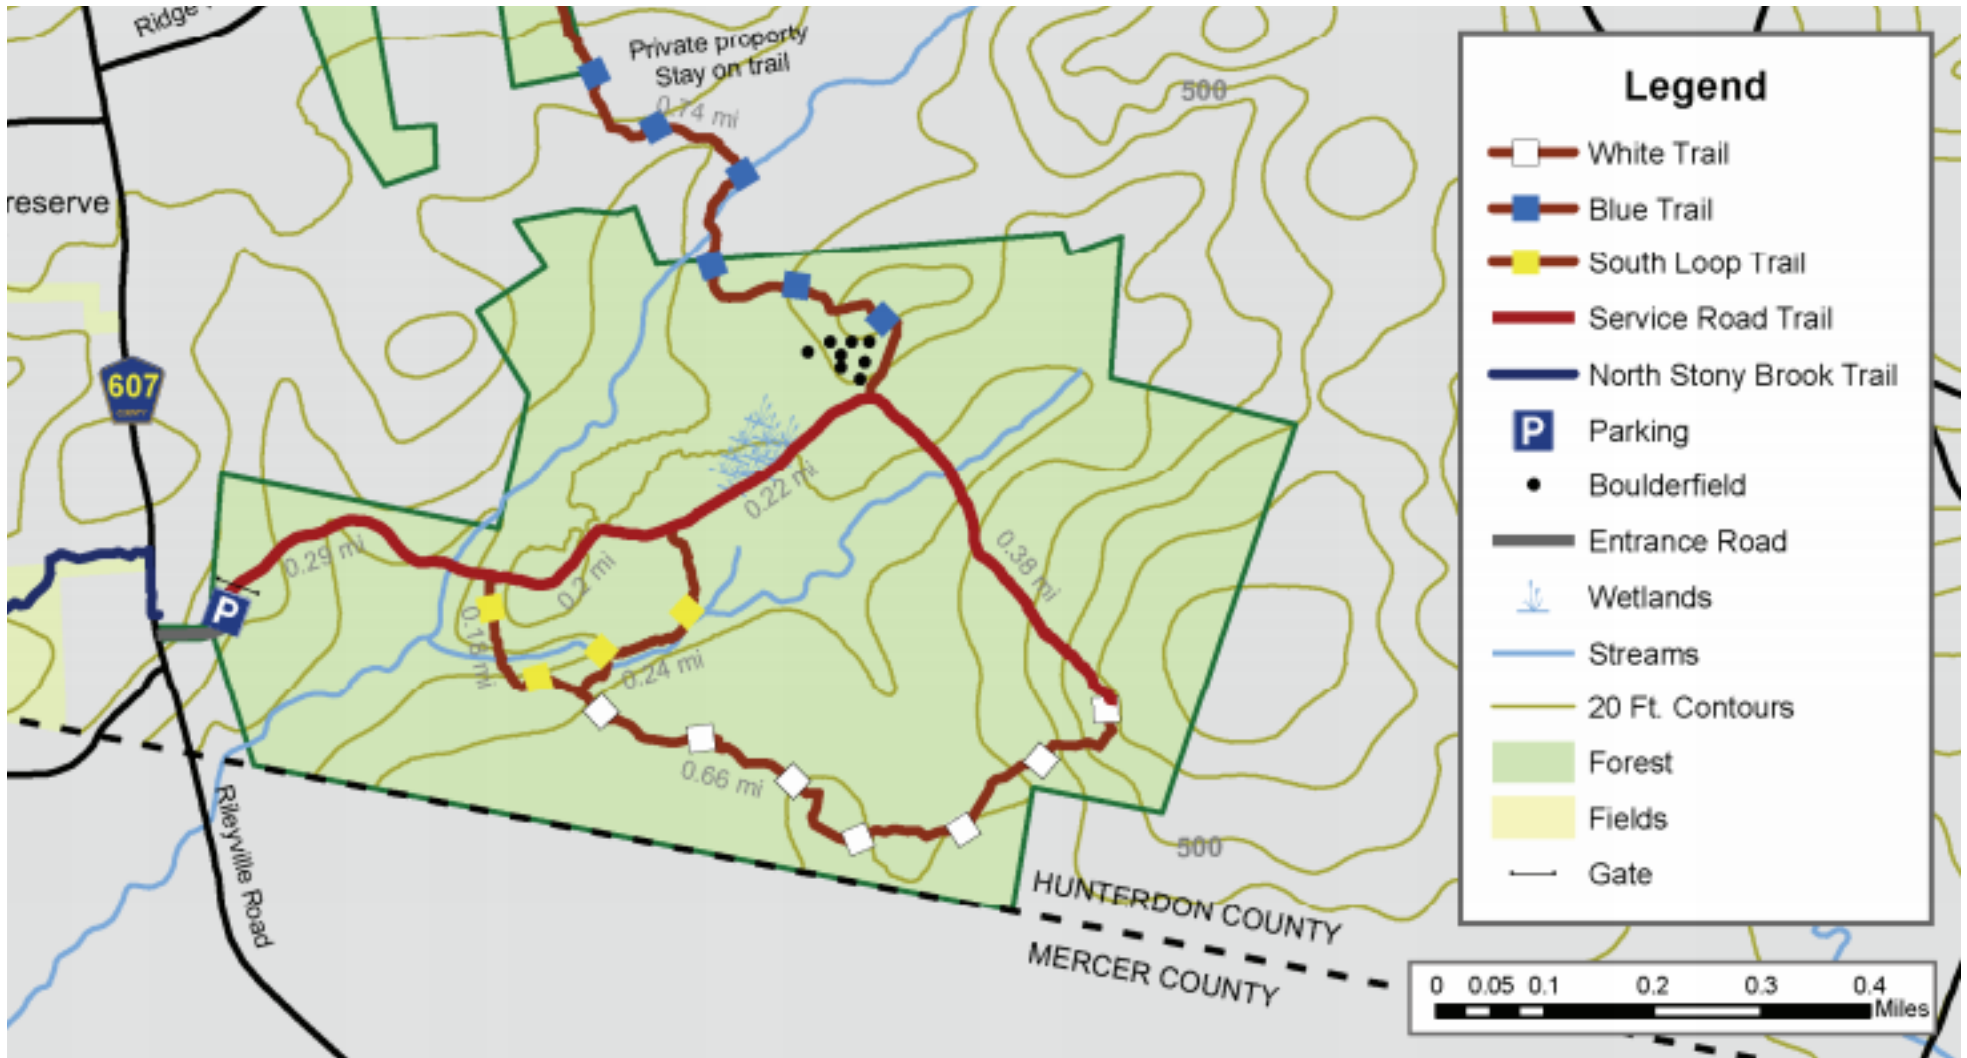 Ridge
Private property
Stay on trail
0.74 mi
500
reserve
607
COUNTY
0.22 mi
0.29 mi
0.2 mi
0.38 mi
P
0.18 mi
0.24 mi
0.66 mi
Rileyville Road
500
HUNTERDON COUNTY
MERCER COUNTY
Legend
White Trail
Blue Trail
South Loop Trail
Service Road Trail
North Stony Brook Trail
P Parking
Boulderfield
Entrance Road
Wetlands
Streams
20 Ft. Contours
Forest
Fields
Gate
0 0.05 0.1 0.2 0.3 0.4
Miles